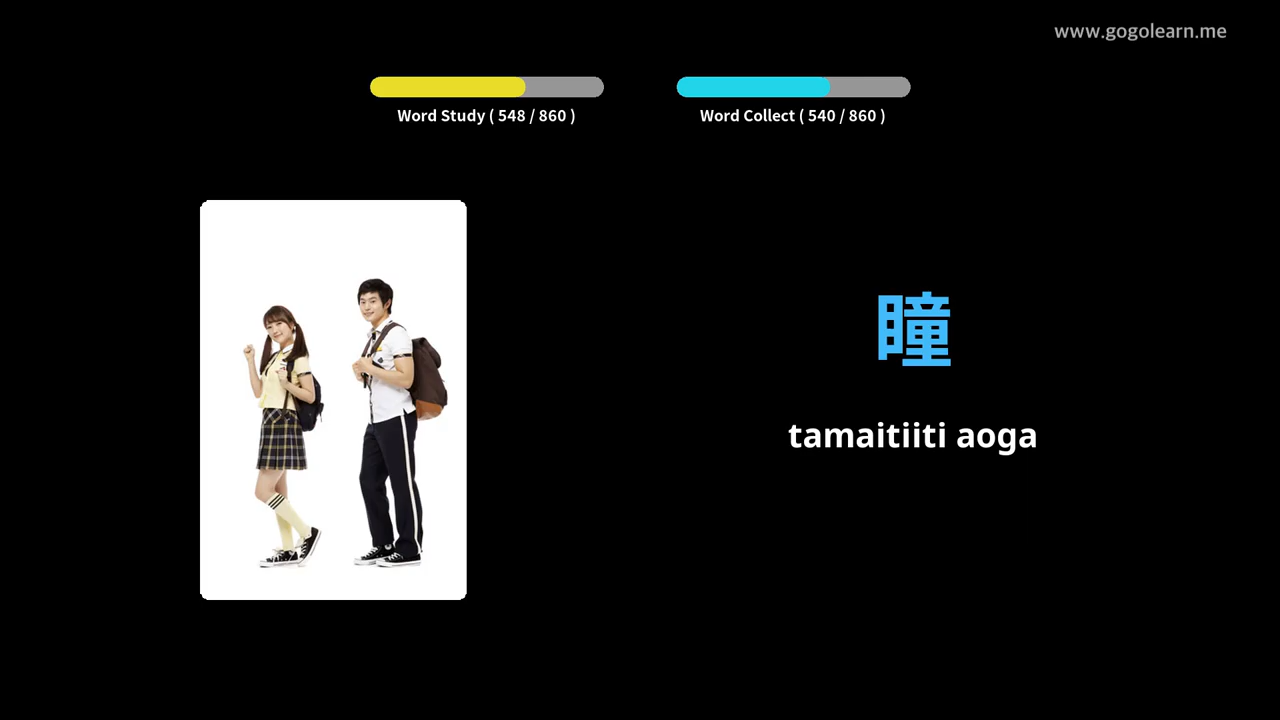 www.gogolearn.me
Word Study ( 548 / 860 )
Word Collect ( 540 / 860 )
瞳
tamaitiiti aoga